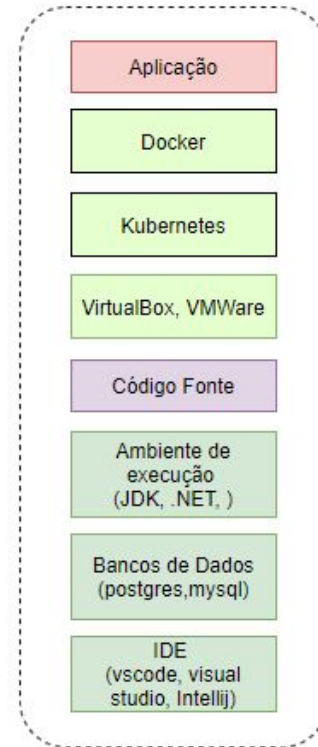 Aplicação
Docker
Kubernetes
VirtualBox, VMWare
Código Fonte
Ambiente de
execução
(JDK, .NET, )
Bancos de Dados
(postgres,mysql)
IDE
(vscode, visual
studio, Intellij)